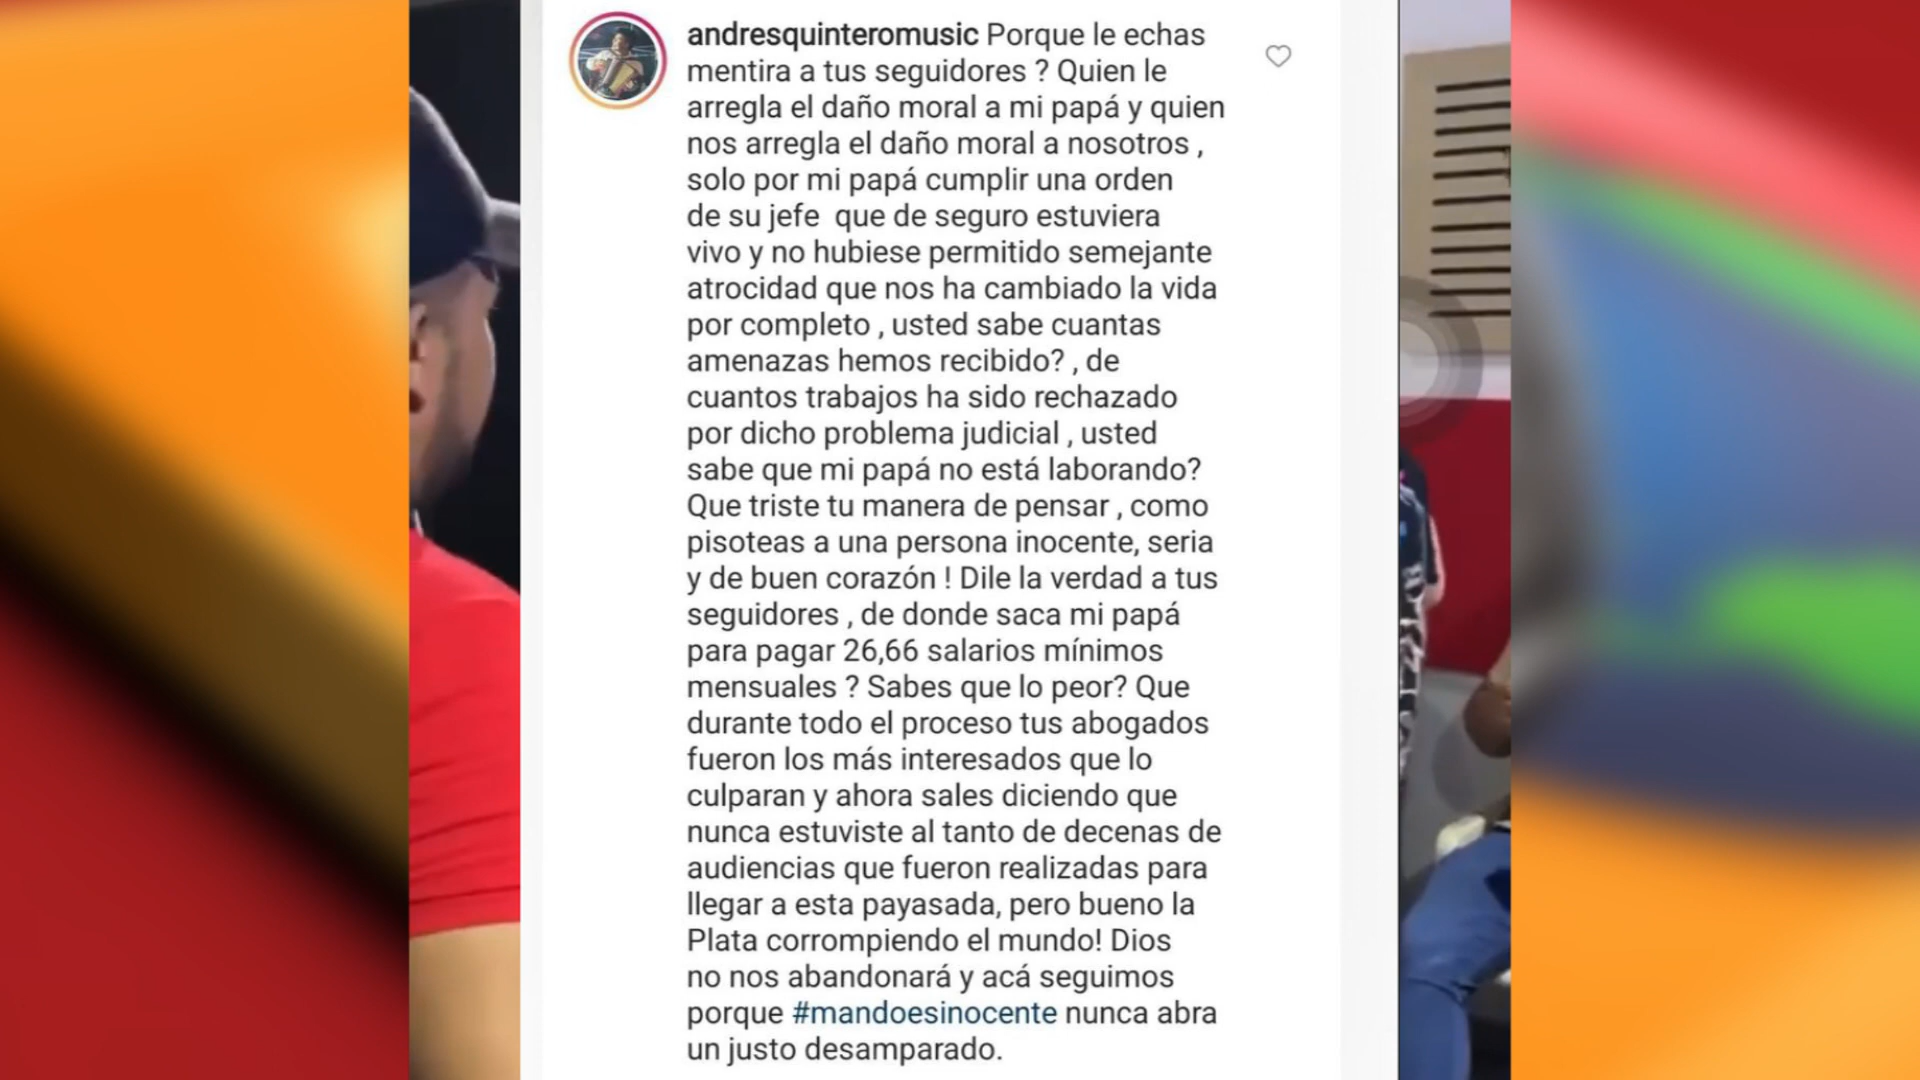 andresquinteromusic Porque le echas
mentira a tus seguidores ? Quien le
arregla el daño moral a mi papá y quien
nos arregla el daño moral a nosotros ,
solo por mi papá cumplir una orden
de su jefe  que de seguro estuviera
vivo y no hubiese permitido semejante
atrocidad que nos ha cambiado la vida
por completo , usted sabe cuantas
amenazas hemos recibido? , de
cuantos trabajos ha sido rechazado
por dicho problema judicial , usted
sabe que mi papá no está laborando?
Que triste tu manera de pensar , como
pisoteas a una persona inocente, seria
y de buen corazón ! Dile la verdad a tus
seguidores , de donde saca mi papá
para pagar 26,66 salarios mínimos
mensuales ? Sabes que lo peor? Que
durante todo el proceso tus abogados
fueron los más interesados que lo
culparan y ahora sales diciendo que
nunca estuviste al tanto de decenas de
audiencias que fueron realizadas para
llegar a esta payasada, pero bueno la
Plata corrompiendo el mundo! Dios
no nos abandonará y acá seguimos
porque #mandoesinocente nunca abra
un justo desamparado.